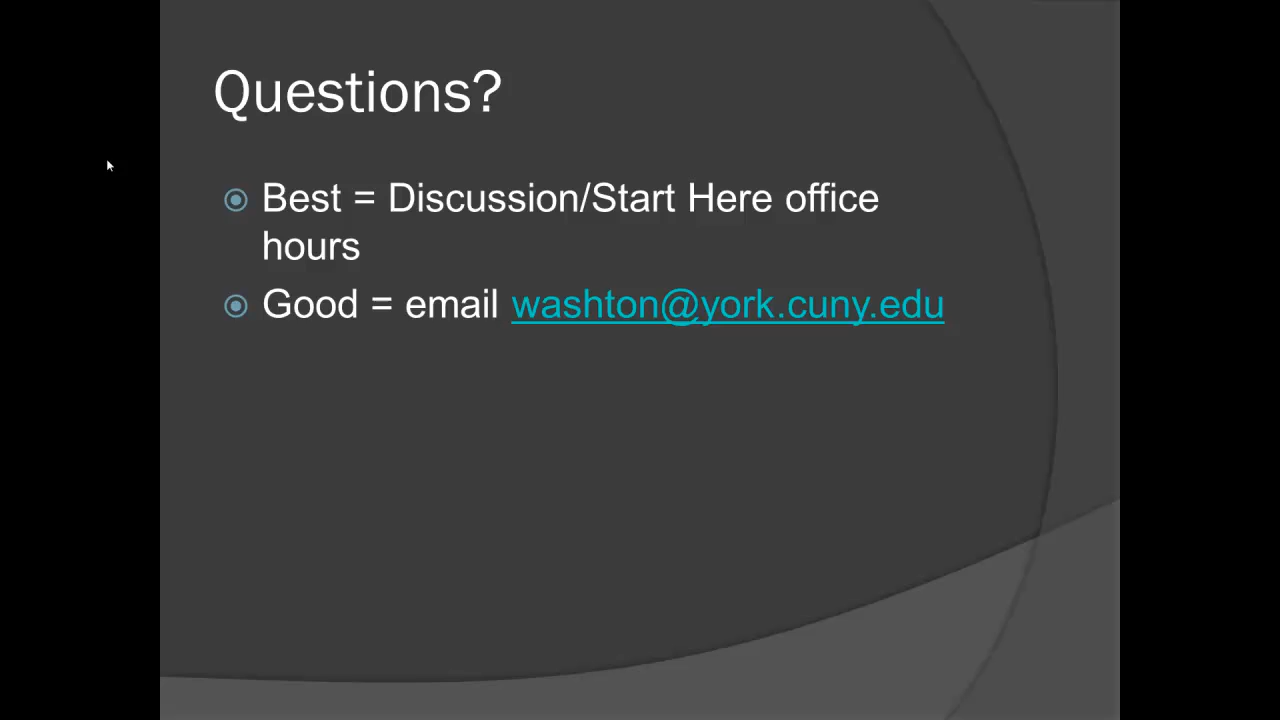 Questions?
Best = Discussion/Start Here office
hours
Good = email washton@york.cuny.edu